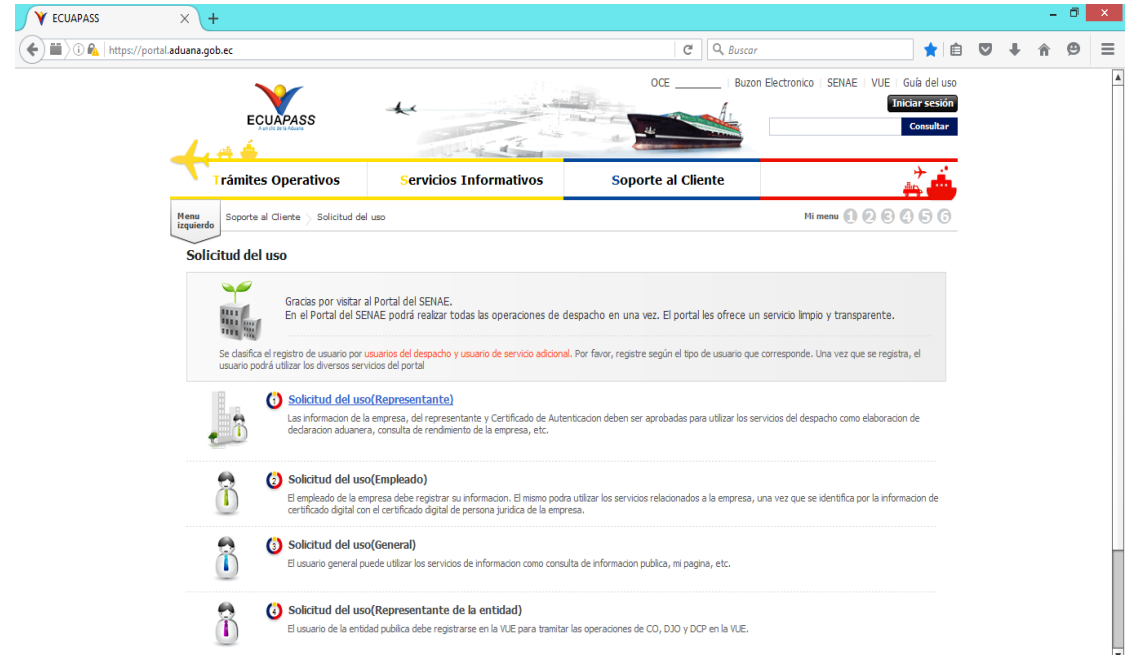 ECUAPASS
https://portal.aduana.gob.ec
Buscar
OCE ________ Buzon Electronico SENAE VUE Guía del uso
Iniciar sesión
Consultar
ECUAPASS
Trámites Operativos Servicios Informativos Soporte al Cliente
Menu
izquierdo
Soporte al Cliente Solicitud del uso
Mi menu 1 2 3 4 5 6
Solicitud del uso
Gracias por visitar al Portal del SENAE.
En el Portal del SENAE podrá realizar todas las operaciones de despacho en una vez. El portal les ofrece un servicio limpio y transparente.
Se clasifica el registro de usuario por usuarios del despacho y usuario de servicio adicional. Por favor, registre según el tipo de usuario que corresponde. Una vez que se registra, el
usuario podrá utilizar los diversos servicios del portal
1 Solicitud del uso(Representante)
Las informacion de la empresa, del representante y Certificado de Autenticacion deben ser aprobadas para utilizar los servicios del despacho como elaboracion de
declaracion aduanera, consulta de rendimiento de la empresa, etc.
2 Solicitud del uso(Empleado)
El empleado de la empresa debe registrar su informacion. El mismo podra utilizar los servicios relacionados a la empresa, una vez que se identifica por la informacion de
certificado digital con el certificado digital de persona juridica de la empresa.
3 Solicitud del uso(General)
El usuario general puede utilizar los servicios de informacion como consulta de informacion publica, mi pagina, etc.
4 Solicitud del uso(Representante de la entidad)
El usuario de la entidad publica debe registrarse en la VUE para tramitar las operaciones de CO, DJO y DCP en la VUE.